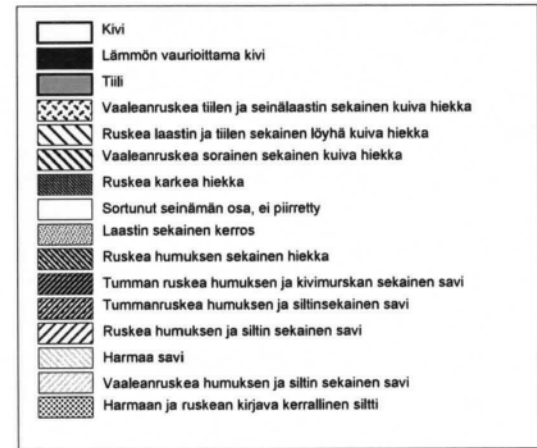 Kivi
Lämmön vaurioittama kivi
Tiili
Vaaleanruskea tiilen ja seinälaastin sekainen kuiva hiekka
Ruskea laastin ja tiilen sekainen löyhä kuiva hiekka
Vaaleanruskea sorainen sekainen kuiva hiekka
Ruskea karkea hiekka
Sortunut seinämän osa, ei piirretty
Laastin sekainen kerros
Ruskea humuksen sekainen hiekka
Tumman ruskea humuksen ja kivimurskan sekainen savi
Tummanruskea humuksen ja siltinsekainen savi
Ruskea humuksen ja siltin sekainen savi
Harmaa savi
Vaaleanruskea humuksen ja siltin sekainen savi
Harmaan ja ruskean kirjava kerrallinen siltti